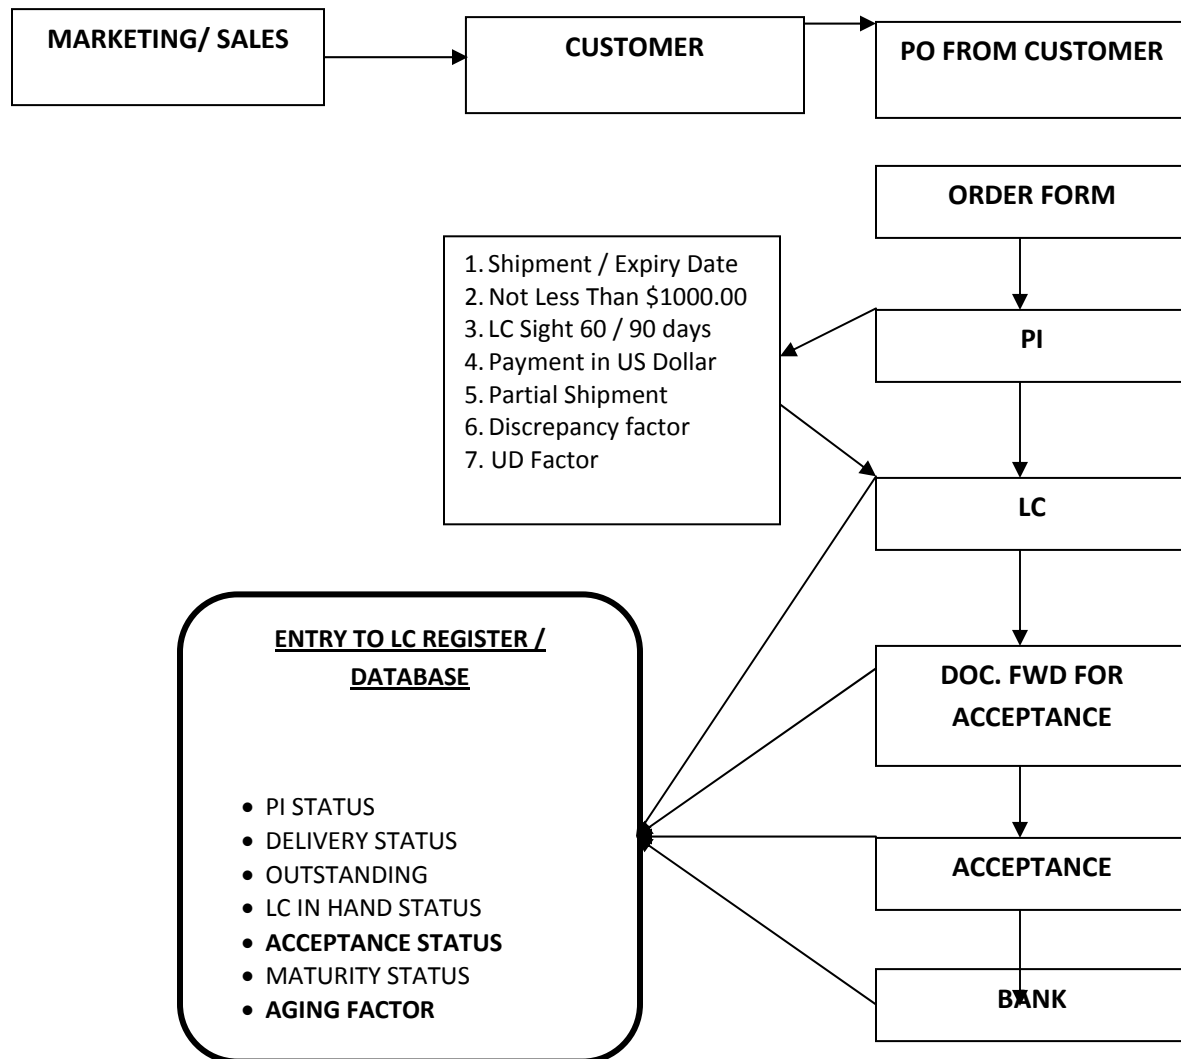 MARKETING/ SALES
CUSTOMER
PO FROM CUSTOMER
ORDER FORM
1. Shipment / Expiry Date
2. Not Less Than $1000.00
3. LC Sight 60 / 90 days
4. Payment in US Dollar
5. Partial Shipment
6. Discrepancy factor
7. UD Factor
PI
LC
ENTRY TO LC REGISTER /
DATABASE
• PI STATUS
• DELIVERY STATUS
• OUTSTANDING
• LC IN HAND STATUS
• ACCEPTANCE STATUS
• MATURITY STATUS
• AGING FACTOR
DOC. FWD FOR
ACCEPTANCE
ACCEPTANCE
BANK